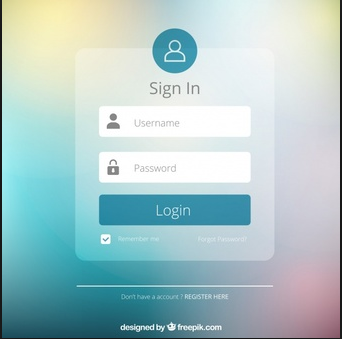 Sign In
Username
Password
Login
Remember me Forgot Password?
Don't have a account ? REGISTER HERE
designed by freepik.com